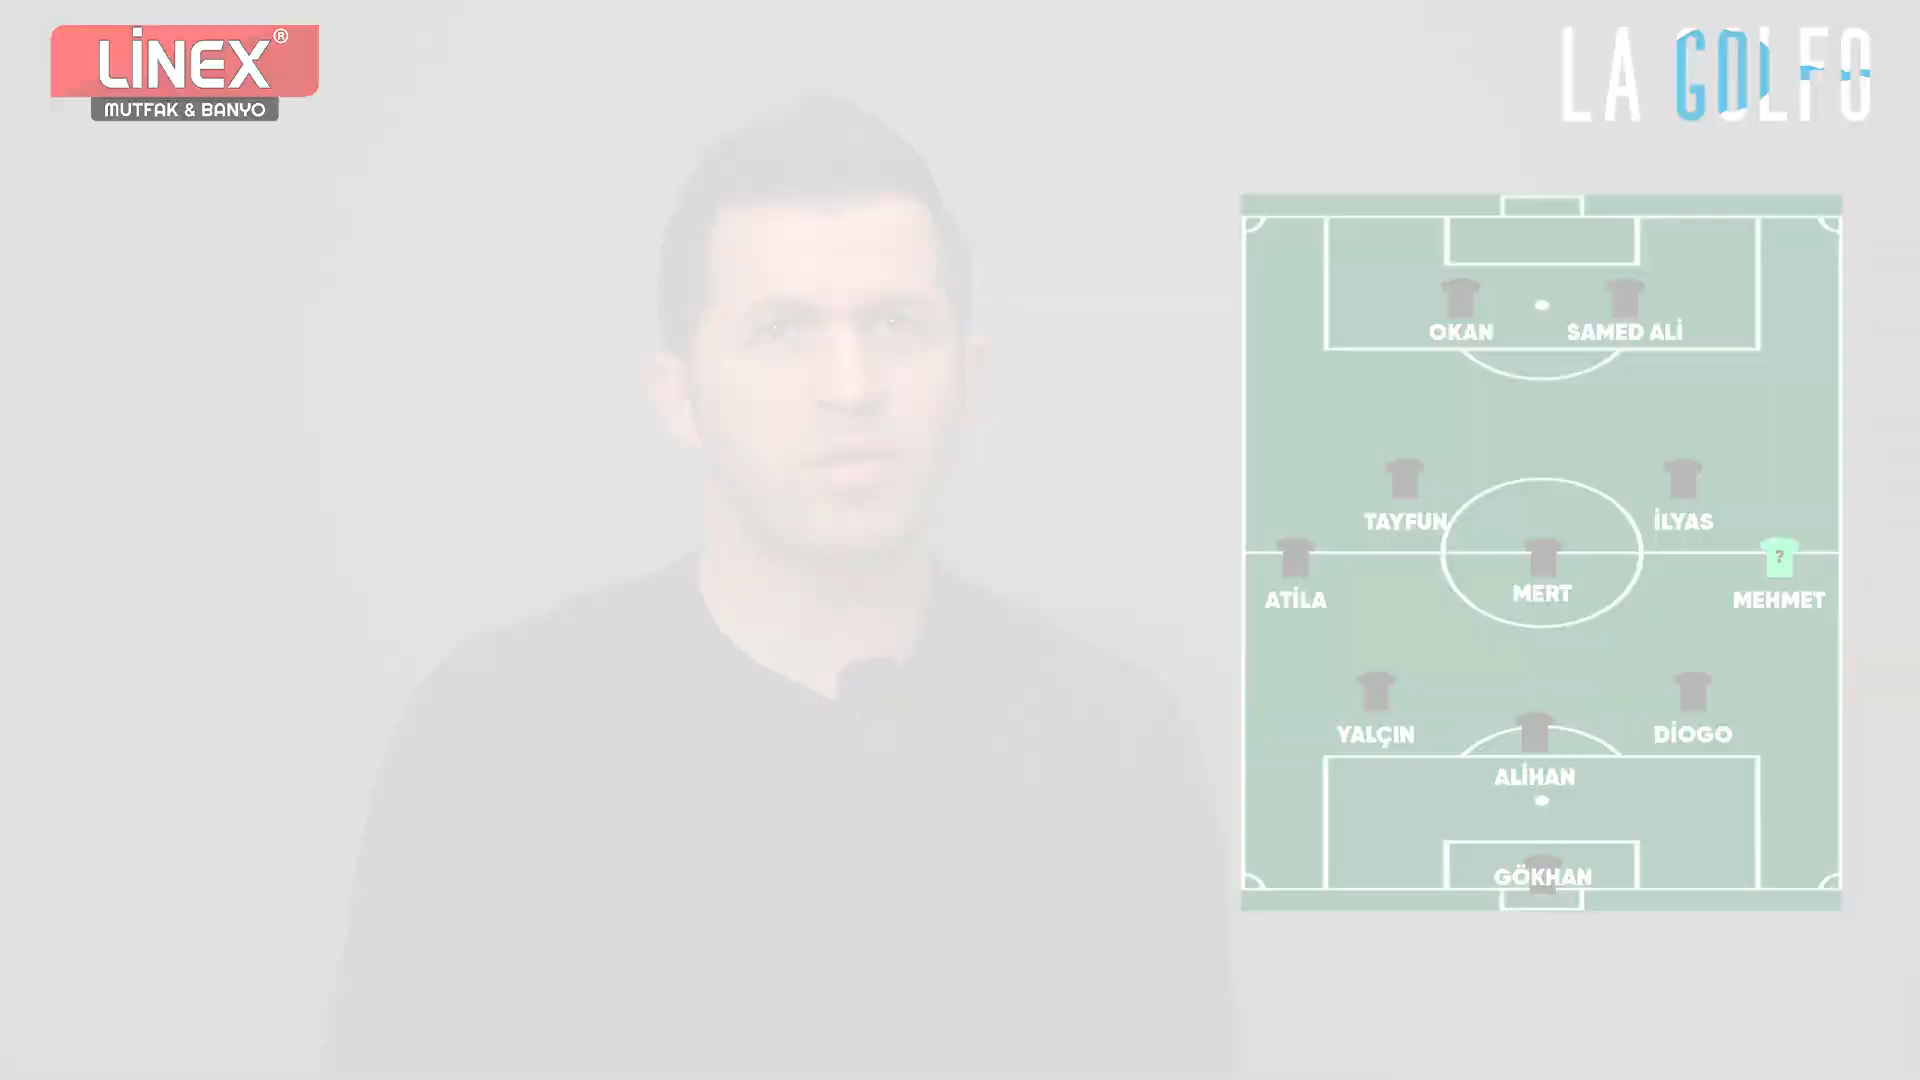 LİNEX®
MUTFAK & BANYO
LA GOLFO
OKAN
SAMED ALİ
TAYFUN
İLYAS
?
ATİLA
MERT
MEHMET
YALÇIN
DİOGO
ALİHAN
GÖKHAN